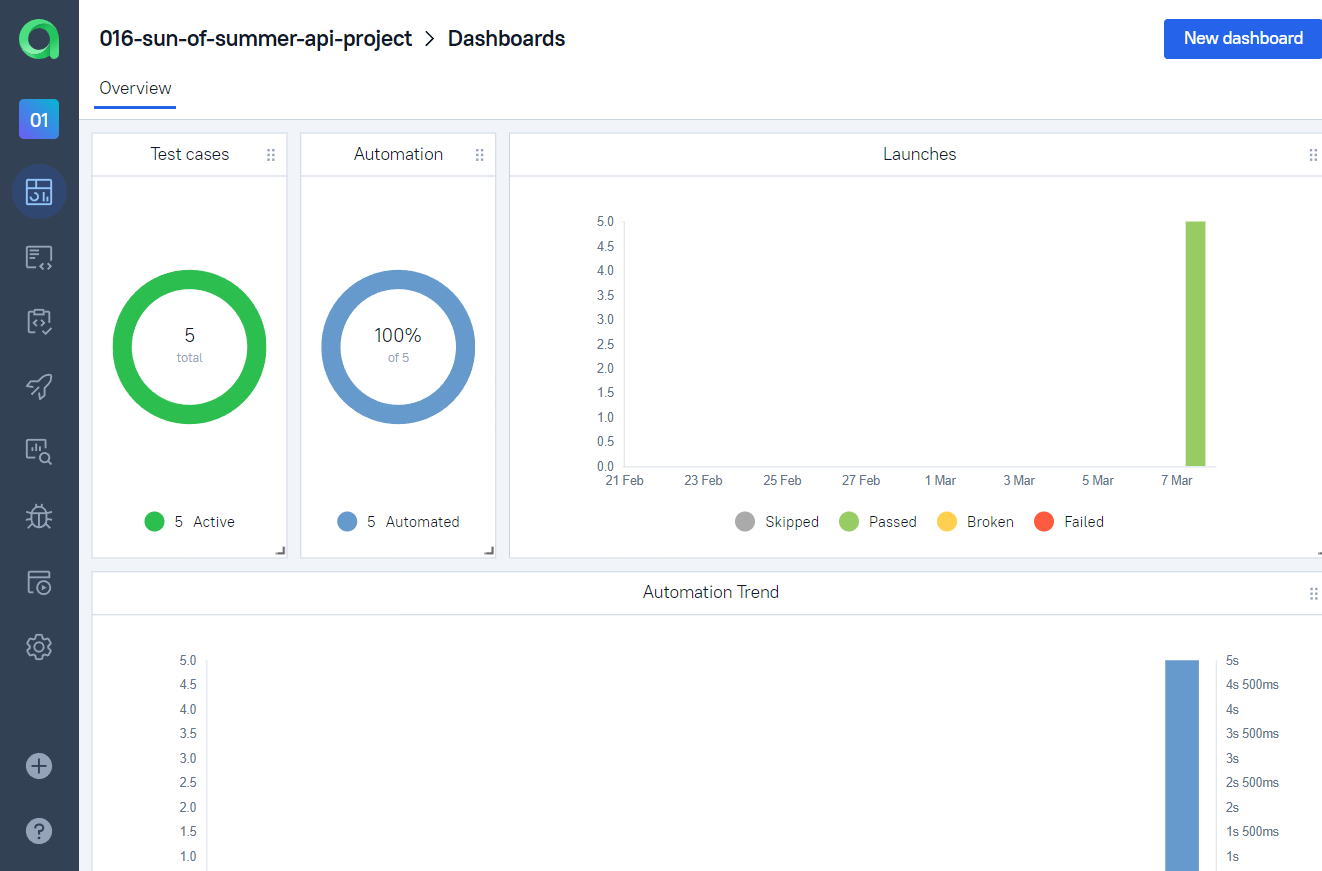 016-sun-of-summer-api-project > Dashboards
New dashboard
Overview
01
Test cases
5
total
5 Active
Automation
100%
of 5
5 Automated
Launches
5.0
4.5
4.0
3.5
3.0
2.5
2.0
1.5
1.0
0.5
0.0
21 Feb 23 Feb 25 Feb 27 Feb 1 Mar 3 Mar 5 Mar 7 Mar
Skipped Passed Broken Failed
Automation Trend
5.0 5s
4.5 4s 500ms
4.0 4s
3.5 3s 500ms
3.0 3s
2.5 2s 500ms
2.0 2s
1.5 1s 500ms
1.0 1s
?